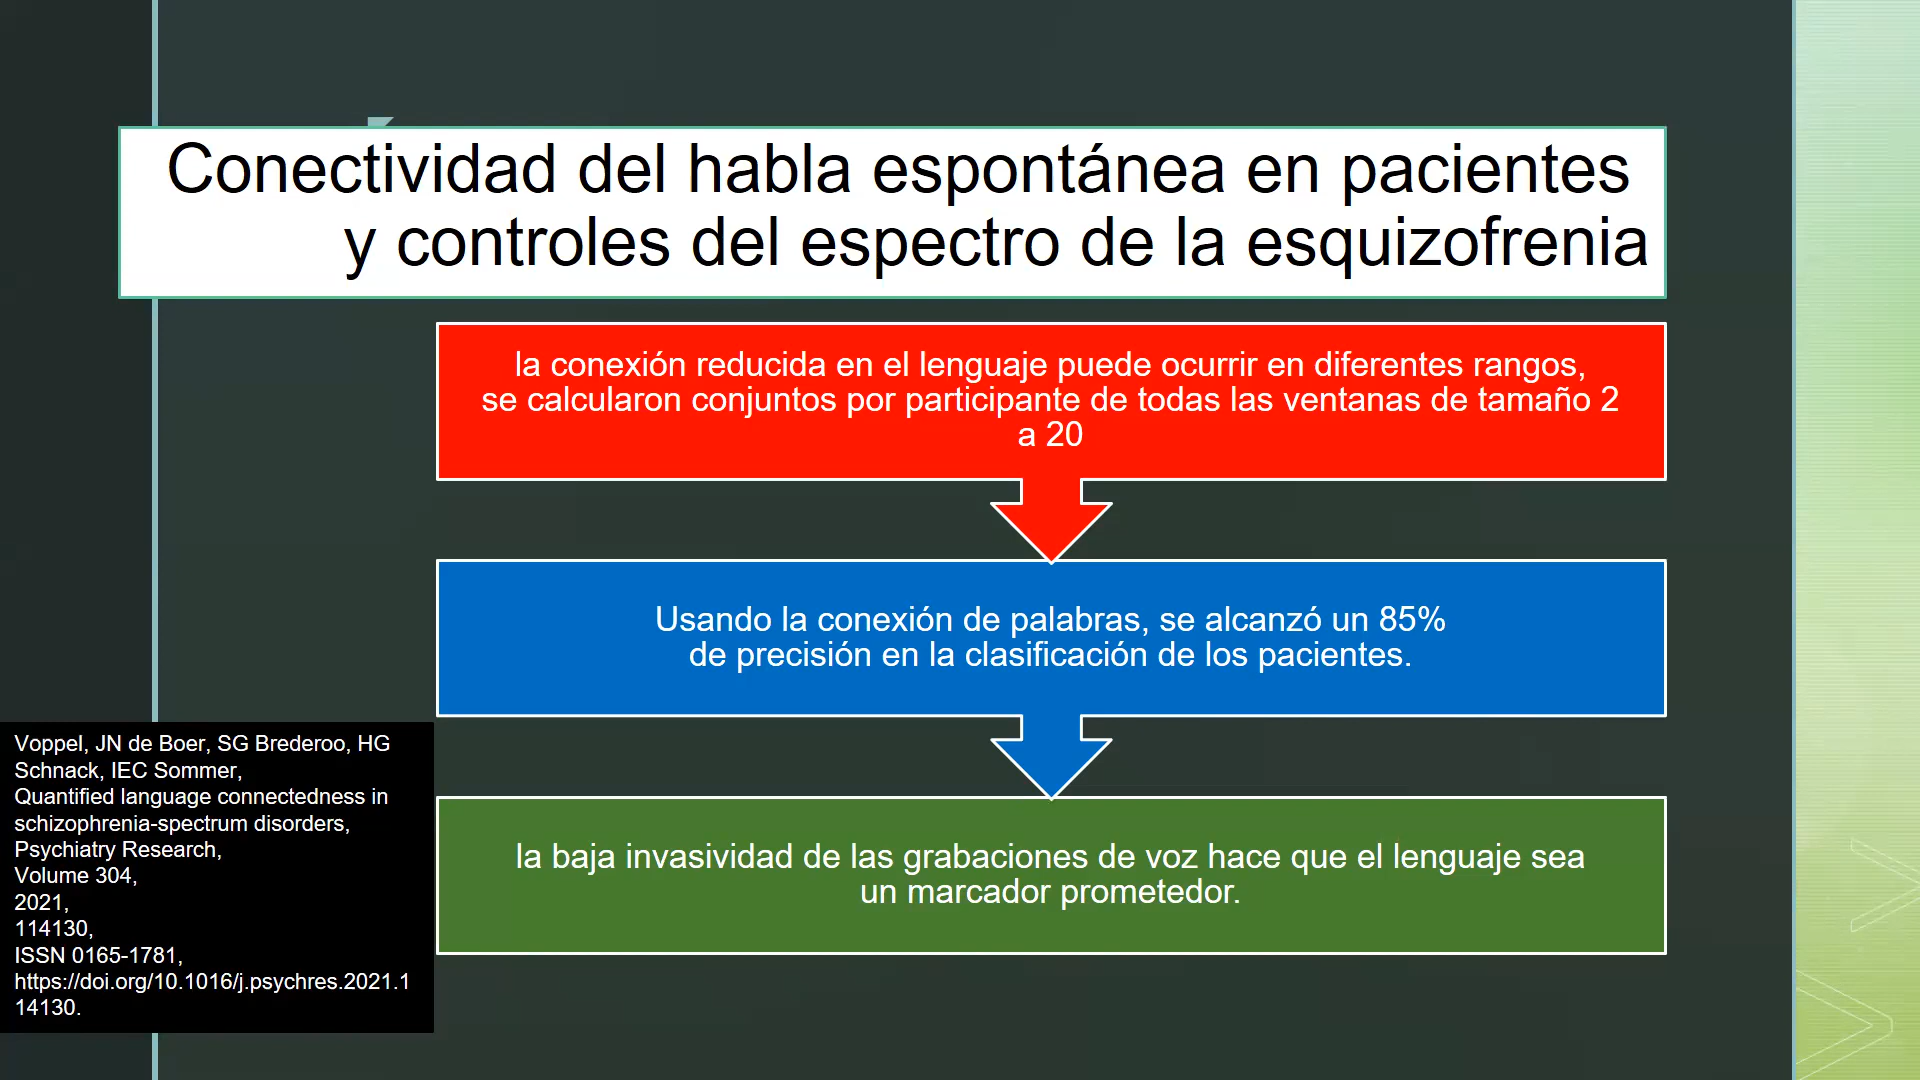 Conectividad del habla espontánea en pacientes
y controles del espectro de la esquizofrenia
la conexión reducida en el lenguaje puede ocurrir en diferentes rangos,
se calcularon conjuntos por participante de todas las ventanas de tamaño 2
a 20
Usando la conexión de palabras, se alcanzó un 85%
de precisión en la clasificación de los pacientes.
la baja invasividad de las grabaciones de voz hace que el lenguaje sea
un marcador prometedor.
Voppel, JN de Boer, SG Brederoo, HG
Schnack, IEC Sommer,
Quantified language connectedness in
schizophrenia-spectrum disorders,
Psychiatry Research,
Volume 304,
2021,
114130,
ISSN 0165-1781,
https://doi.org/10.1016/j.psychres.2021.1
14130.